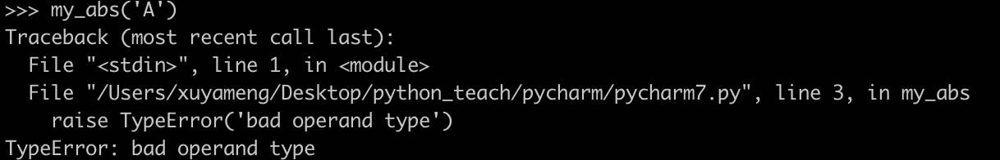 >>> my_abs('A')
Traceback (most recent call last):
  File "<stdin>", line 1, in <module>
  File "/Users/xuyameng/Desktop/python_teach/pycharm/pycharm7.py", line 3, in my_abs
    raise TypeError('bad operand type')
TypeError: bad operand type